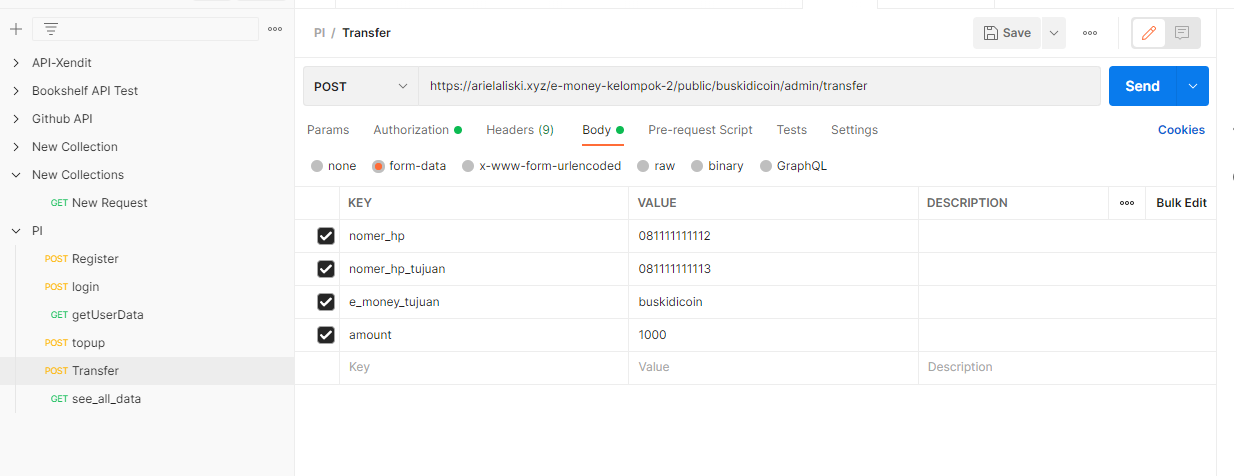 PI / Transfer
Save
API-Xendit
Bookshelf API Test
Github API
New Collection
New Collections
GET New Request
PI
POST Register
POST login
GET getUserData
POST topup
POST Transfer
GET see_all_data
POST
https://arielaliski.xyz/e-money-kelompok-2/public/buskidicoin/admin/transfer
Send
Params Authorization Headers (9) Body Pre-request Script Tests Settings Cookies
none form-data x-www-form-urlencoded raw binary GraphQL
KEY VALUE DESCRIPTION Bulk Edit
nomer_hp 081111111112
nomer_hp_tujuan 081111111113
e_money_tujuan buskidicoin
amount 1000
Key Value Description